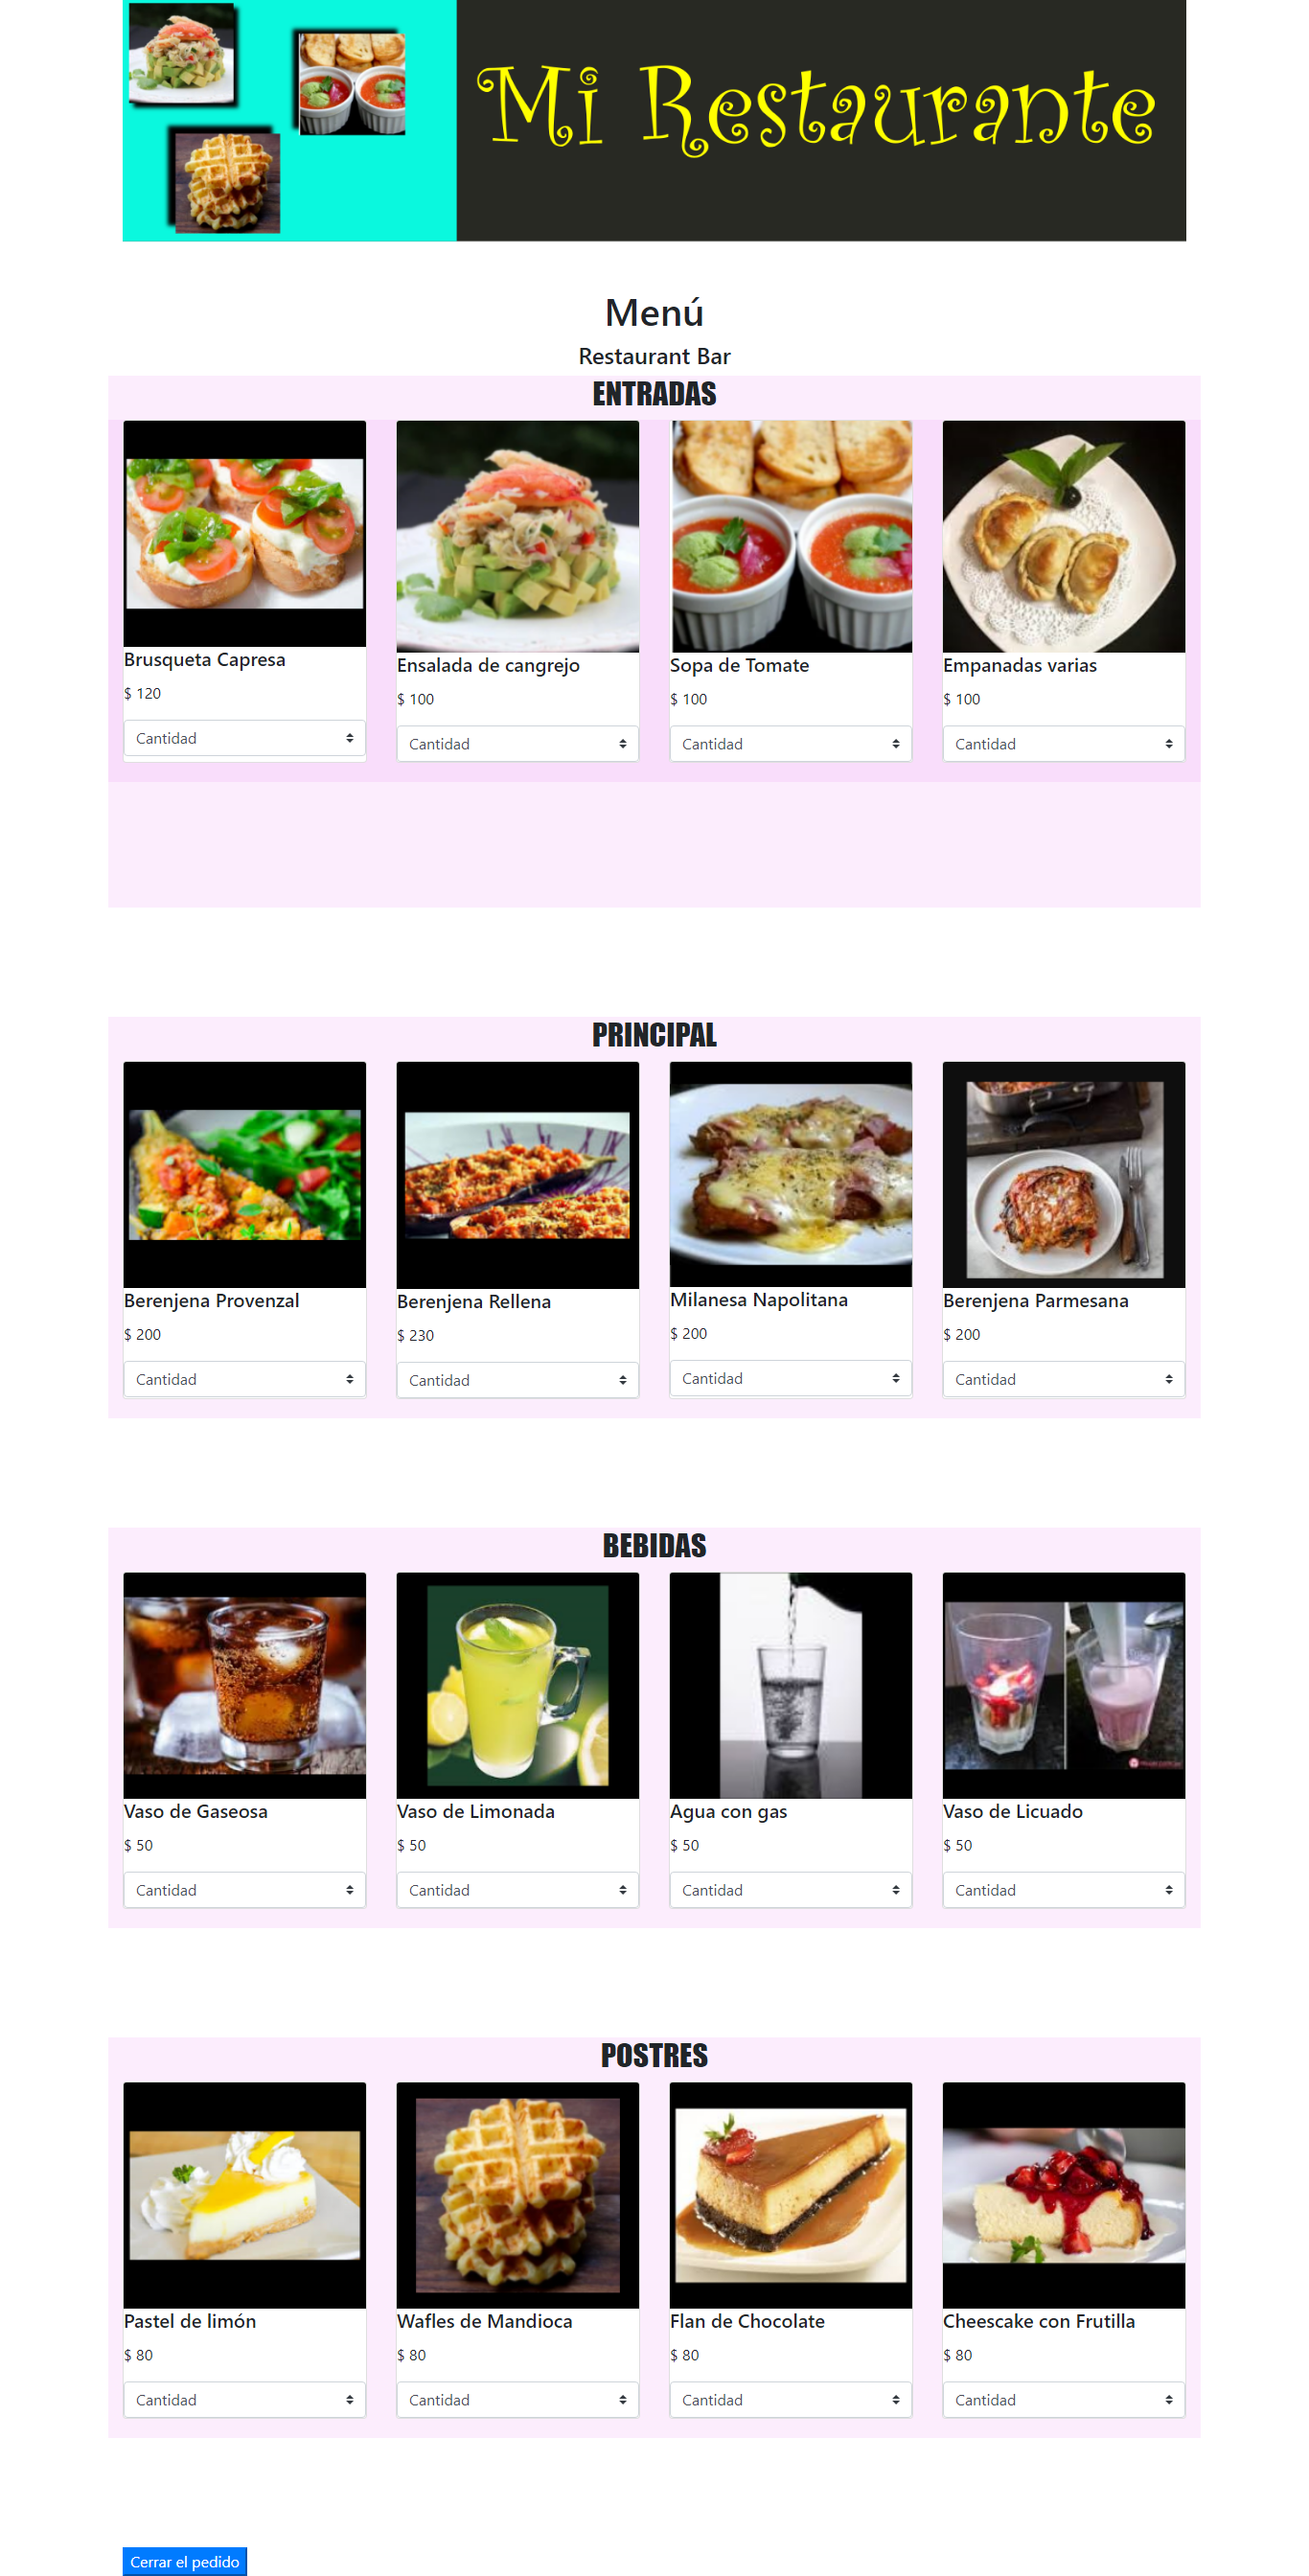 Mi Restaurante
Menú
Restaurant Bar
ENTRADAS
Brusqueta Capresa
$ 120
Cantidad
Ensalada de cangrejo
$ 100
Cantidad
Sopa de Tomate
$ 100
Cantidad
Empanadas varias
$ 100
Cantidad
PRINCIPAL
Berenjena Provenzal
$ 200
Cantidad
Berenjena Rellena
$ 230
Cantidad
Milanesa Napolitana
$ 200
Cantidad
Berenjena Parmesana
$ 200
Cantidad
BEBIDAS
Vaso de Gaseosa
$ 50
Cantidad
Vaso de Limonada
$ 50
Cantidad
Agua con gas
$ 50
Cantidad
Vaso de Licuado
$ 50
Cantidad
POSTRES
Pastel de limón
$ 80
Cantidad
Wafles de Mandioca
$ 80
Cantidad
Flan de Chocolate
$ 80
Cantidad
Cheescake con Frutilla
$ 80
Cantidad
Cerrar el pedido